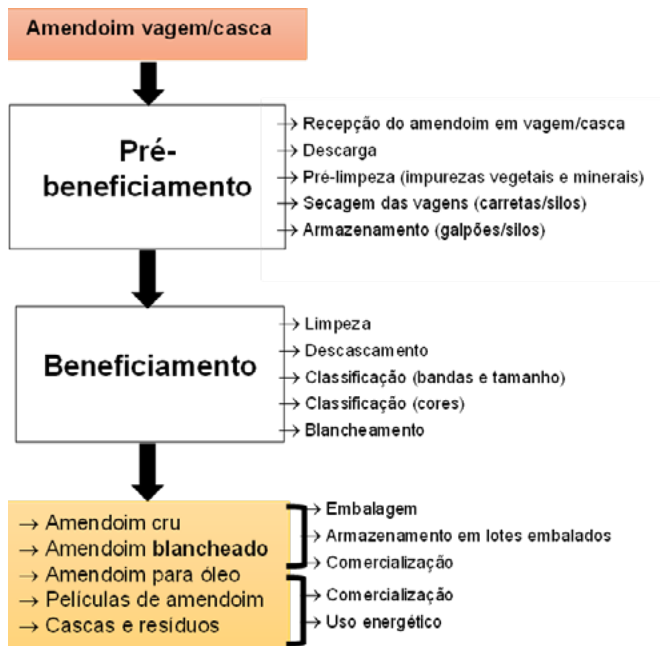 Amendoim vagem/casca
Pré-
beneficiamento
→ Recepção do amendoim em vagem/casca
→ Descarga
→ Pré-limpeza (impurezas vegetais e minerais)
→ Secagem das vagens (carretas/silos)
→ Armazenamento (galpões/silos)
Beneficiamento
→ Limpeza
→ Descascamento
→ Classificação (bandas e tamanho)
→ Classificação (cores)
→ Blancheamento
→ Amendoim cru
→ Amendoim blancheado
→ Amendoim para óleo
→ Películas de amendoim
→ Cascas e resíduos
→ Embalagem
→ Armazenamento em lotes embalados
→ Comercialização
→ Comercialização
→ Uso energético